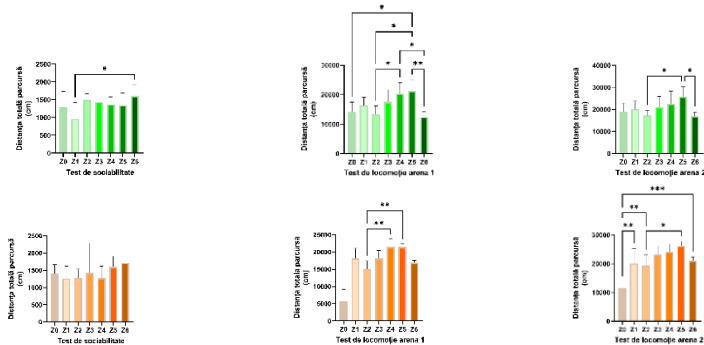 *
*
*
*
*
**
*
*
Distanța totală parcursă
(cm)
2500
2000
1500
1000
500
0
Z0 Z1 Z2 Z3 Z4 Z5 Z6
Test de sociabilitate
Distanța totală parcursă
(cm)
30000
20000
10000
0
Z0 Z1 Z2 Z3 Z4 Z5 Z6
Test de locomoție arena 1
Distanța totală parcursă
(cm)
40000
30000
20000
10000
0
Z0 Z1 Z2 Z3 Z4 Z5 Z6
Test de locomoție arena 2
**
**
***
**
**
*
Distanța totală parcursă
(cm)
2500
2000
1500
1000
500
0
Z0 Z1 Z2 Z3 Z4 Z5 Z6
Test de sociabilitate
Distanța totală parcursă
(cm)
25000
20000
15000
10000
5000
0
Z0 Z1 Z2 Z3 Z4 Z5 Z6
Test de locomoție arena 1
Distanța totală parcursă
(cm)
40000
30000
20000
10000
0
Z0 Z1 Z2 Z3 Z4 Z5 Z6
Test de locomoție arena 2